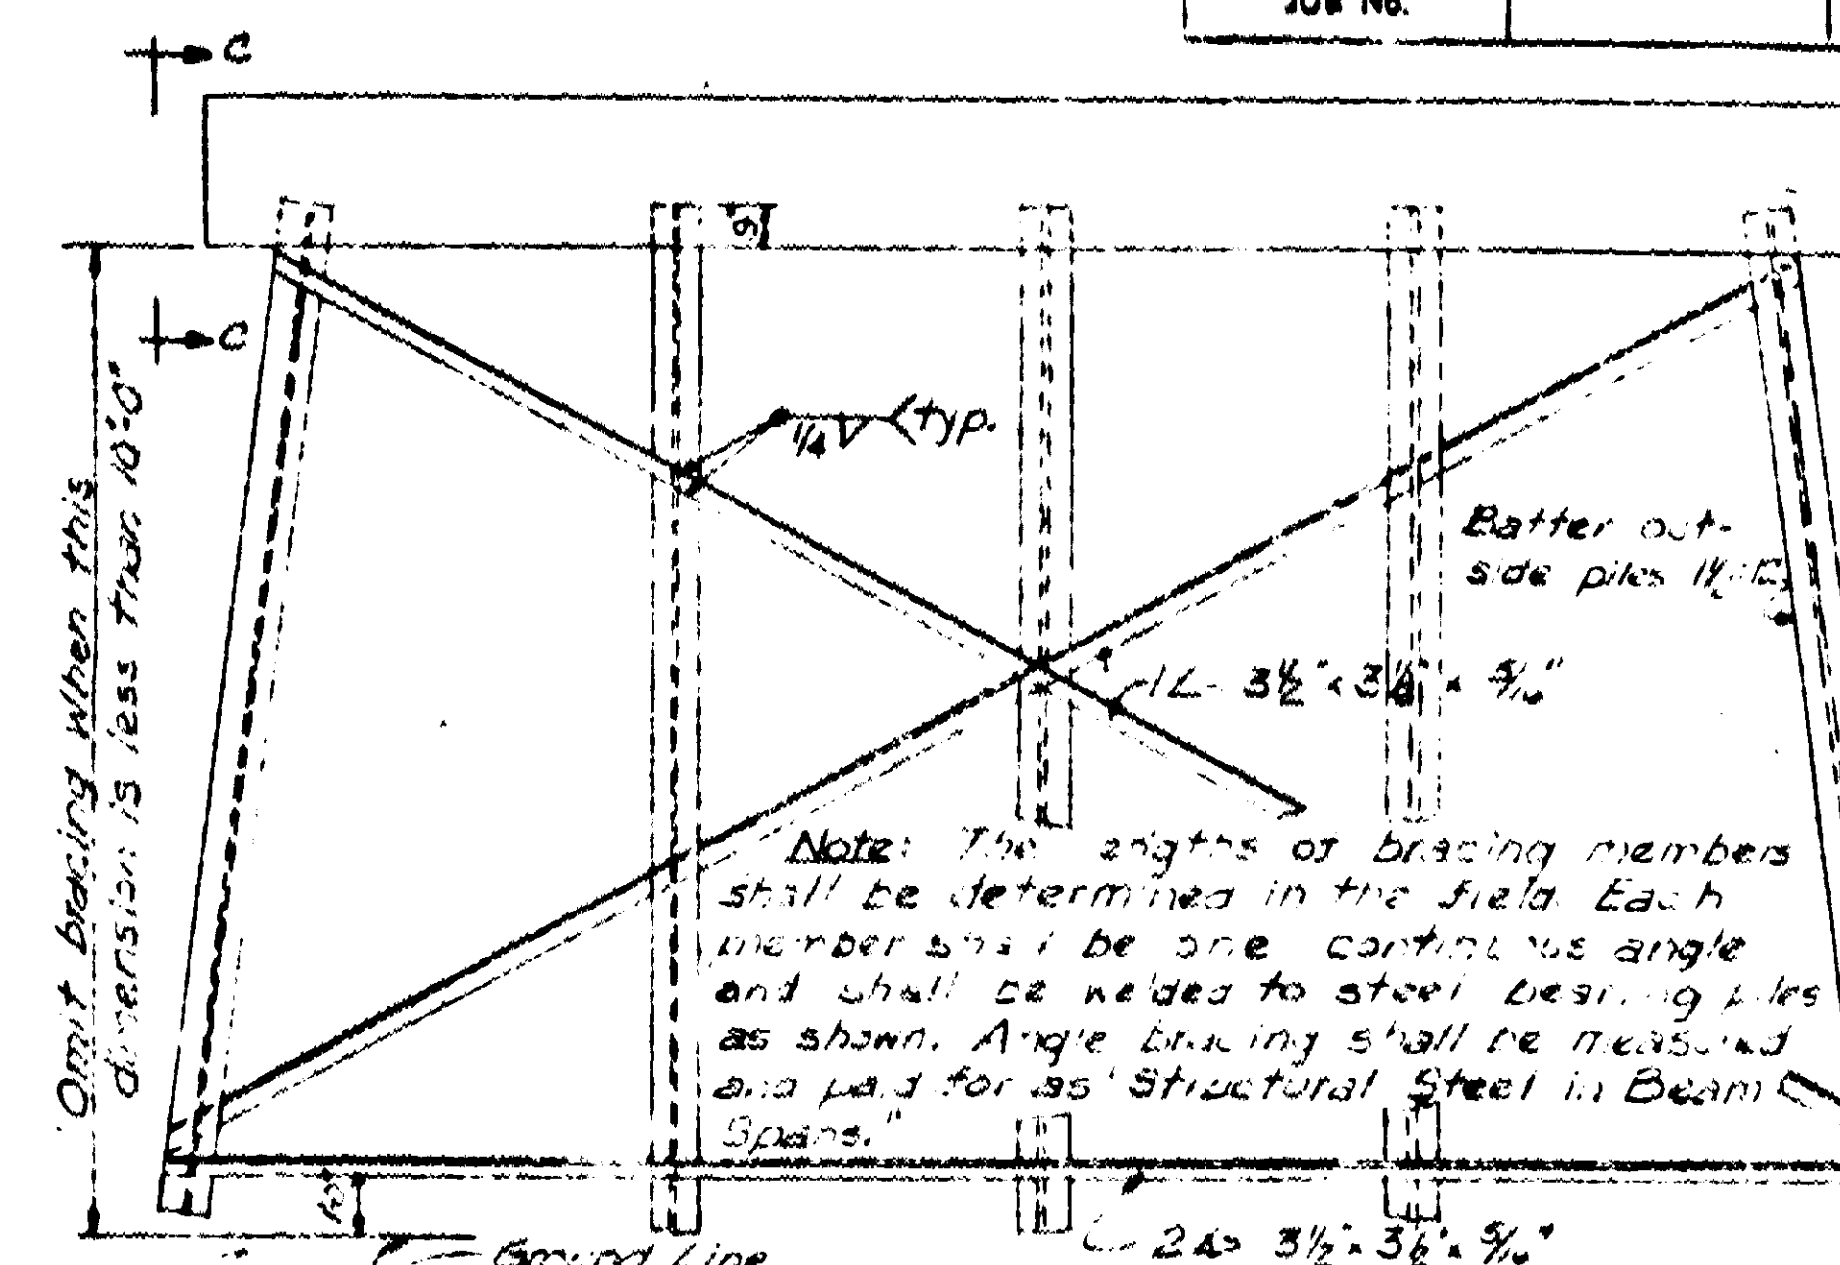 JOB No.
C
C
typ.
1/4
Batter out-
side piles
1L- 3½" x 3½" x 5/16"
Omit bracing when this
dimension is less than 10'-0"
Note: The lengths of bracing members
shall be determined in the field. Each
member shall be one continuous angle
and shall be welded to steel bearing piles
as shown. Angle bracing shall be measured
and paid for as "Structural Steel in Beam
Spans."
Ground Line
2Ls 3½" x 3½" x 5/16"